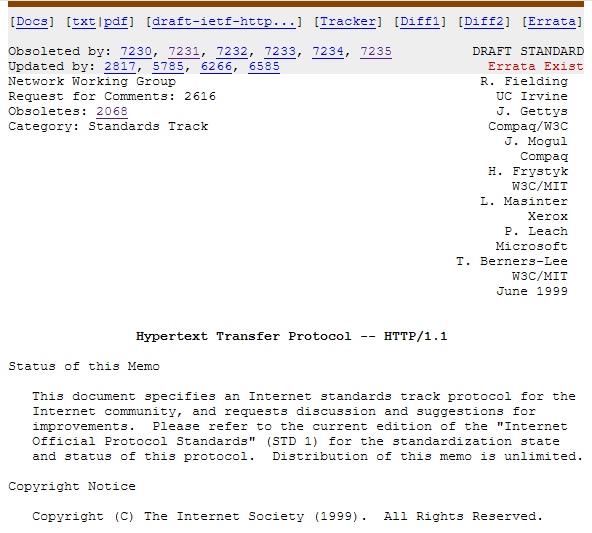 [Docs] [txt|pdf] [draft-ietf-http...] [Tracker] [Diff1] [Diff2] [Errata]
Obsoleted by: 7230, 7231, 7232, 7233, 7234, 7235 DRAFT STANDARD
Updated by: 2817, 5785, 6266, 6585 Errata Exist
Network Working Group R. Fielding
Request for Comments: 2616 UC Irvine
Obsoletes: 2068 J. Gettys
Category: Standards Track Compaq/W3C
J. Mogul
Compaq
H. Frystyk
W3C/MIT
L. Masinter
Xerox
P. Leach
Microsoft
T. Berners-Lee
W3C/MIT
June 1999
Hypertext Transfer Protocol -- HTTP/1.1
Status of this Memo
This document specifies an Internet standards track protocol for the
Internet community, and requests discussion and suggestions for
improvements. Please refer to the current edition of the "Internet
Official Protocol Standards" (STD 1) for the standardization state
and status of this protocol. Distribution of this memo is unlimited.
Copyright Notice
Copyright (C) The Internet Society (1999). All Rights Reserved.